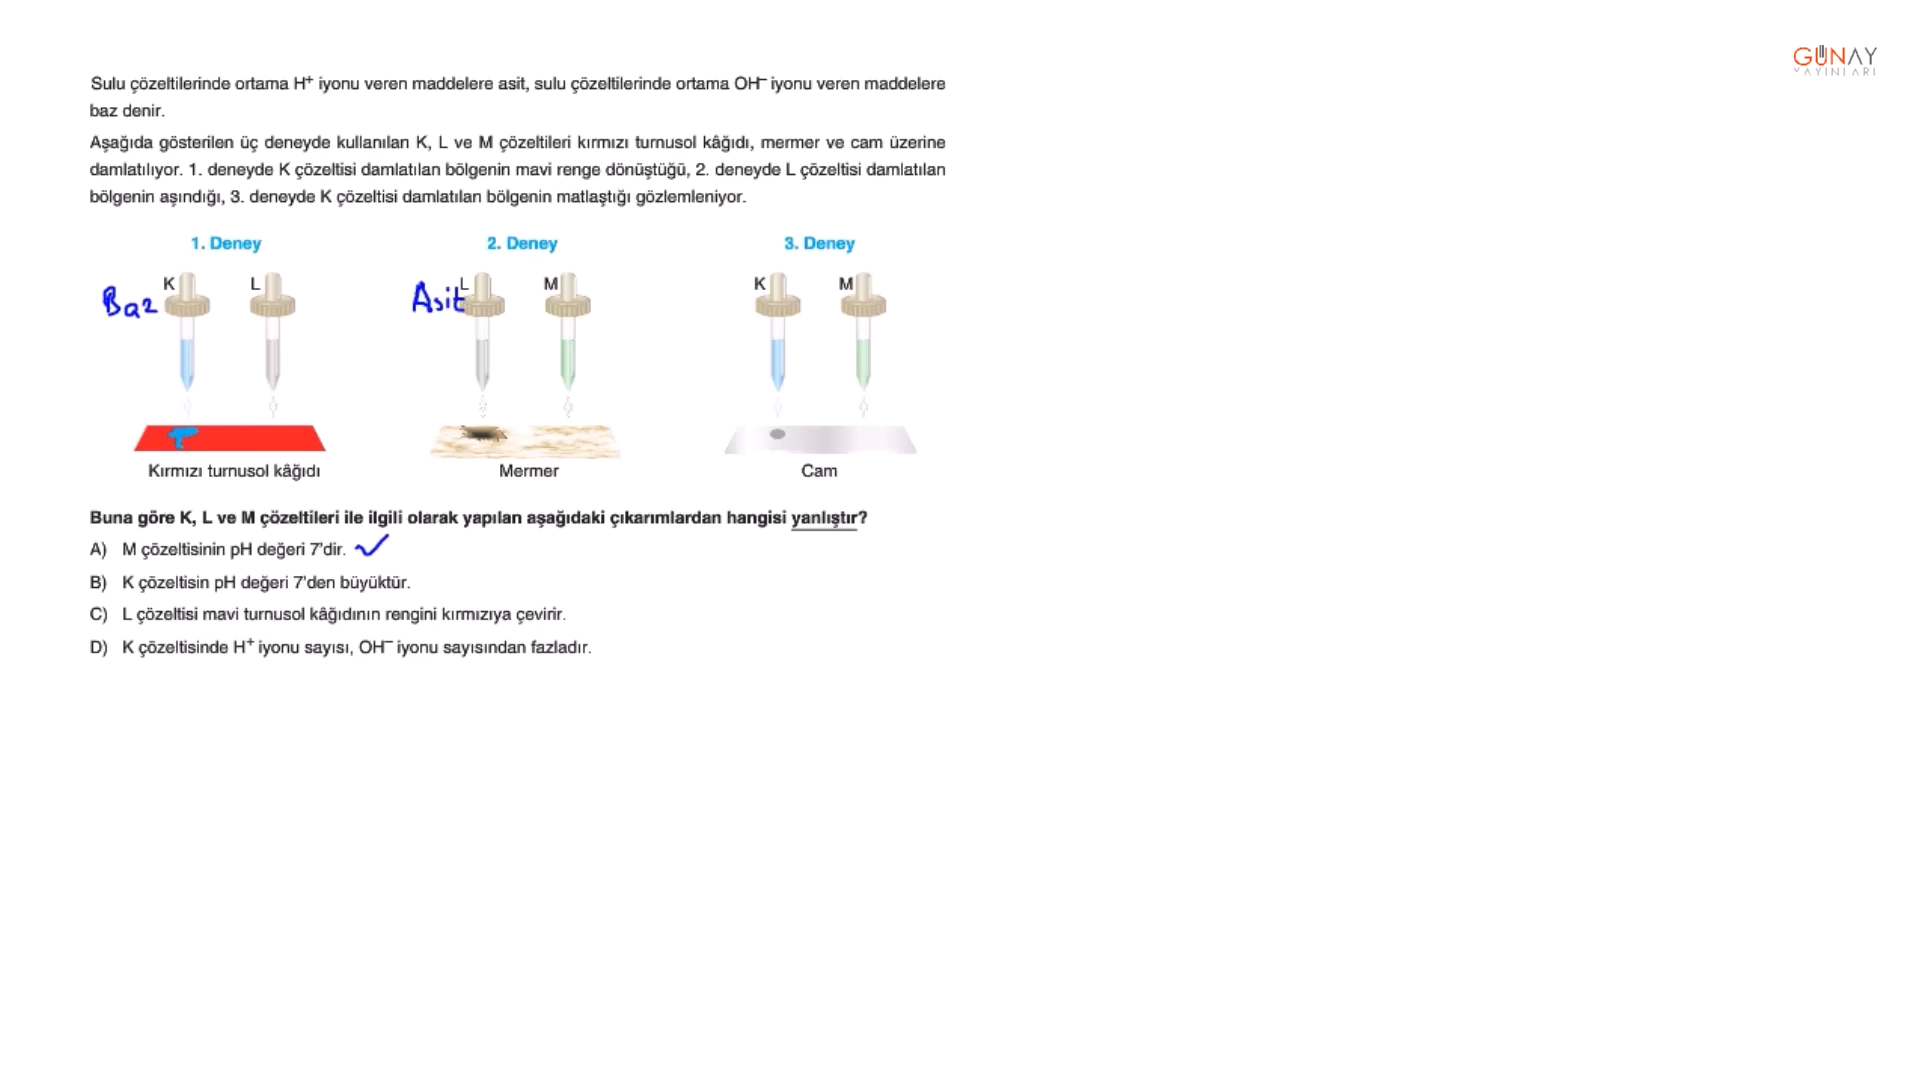 GÜNAY
YAYINLARI
Sulu çözeltilerinde ortama H⁺ iyonu veren maddelere asit, sulu çözeltilerinde ortama OH⁻ iyonu veren maddelere
baz denir.
Aşağıda gösterilen üç deneyde kullanılan K, L ve M çözeltileri kırmızı turnusol kâğıdı, mermer ve cam üzerine
damlatılıyor. 1. deneyde K çözeltisi damlatılan bölgenin mavi renge dönüştüğü, 2. deneyde L çözeltisi damlatılan
bölgenin aşındığı, 3. deneyde K çözeltisi damlatılan bölgenin matlaştığı gözlemleniyor.
1. Deney 2. Deney 3. Deney
K L L M K M
Baz Asit
Kırmızı turnusol kâğıdı Mermer Cam
Buna göre K, L ve M çözeltileri ile ilgili olarak yapılan aşağıdaki çıkarımlardan hangisi yanlıştır?
A) M çözeltisinin pH değeri 7'dir.
B) K çözeltisin pH değeri 7'den büyüktür.
C) L çözeltisi mavi turnusol kâğıdının rengini kırmızıya çevirir.
D) K çözeltisinde H⁺ iyonu sayısı, OH⁻ iyonu sayısından fazladır.